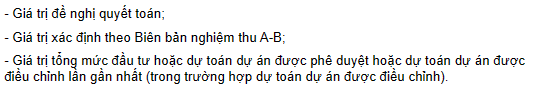 - Giá trị đề nghị quyết toán;
- Giá trị xác định theo Biên bản nghiệm thu A-B;
- Giá trị tổng mức đầu tư hoặc dự toán dự án được phê duyệt hoặc dự toán dự án được
điều chỉnh lần gần nhất (trong trường hợp dự toán dự án được điều chỉnh).